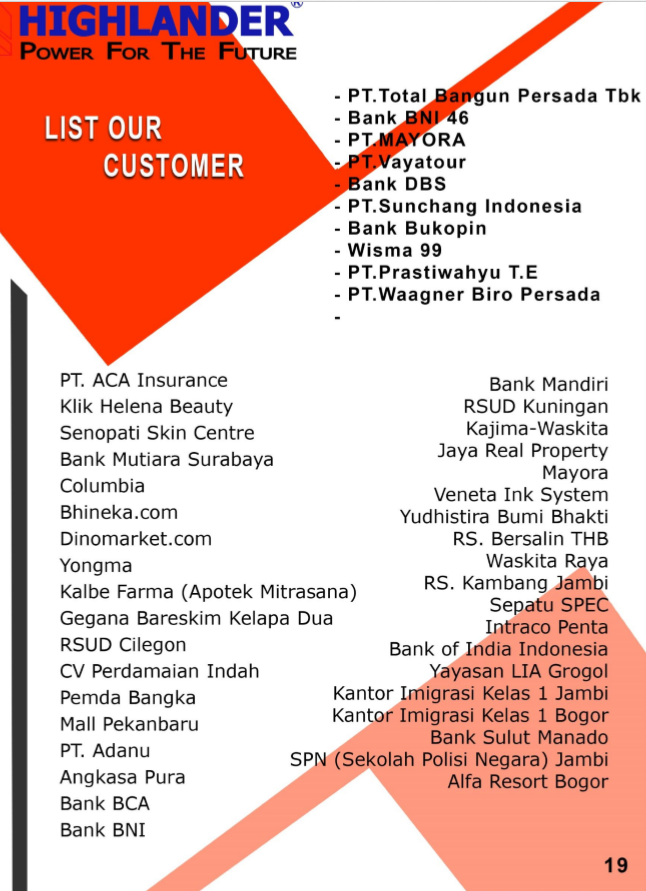 HIGHLANDER®
POWER FOR THE FUTURE
LIST OUR
CUSTOMER
- PT.Total Bangun Persada Tbk
- Bank BNI 46
- PT.MAYORA
- PT.Vayatour
- Bank DBS
- PT.Sunchang Indonesia
- Bank Bukopin
- Wisma 99
- PT.Prastiwahyu T.E
- PT.Waagner Biro Persada
-
PT. ACA Insurance
Klik Helena Beauty
Senopati Skin Centre
Bank Mutiara Surabaya
Columbia
Bhineka.com
Dinomarket.com
Yongma
Kalbe Farma (Apotek Mitrasana)
Gegana Bareskim Kelapa Dua
RSUD Cilegon
CV Perdamaian Indah
Pemda Bangka
Mall Pekanbaru
PT. Adanu
Angkasa Pura
Bank BCA
Bank BNI
Bank Mandiri
RSUD Kuningan
Kajima-Waskita
Jaya Real Property
Mayora
Veneta Ink System
Yudhistira Bumi Bhakti
RS. Bersalin THB
Waskita Raya
RS. Kambang Jambi
Sepatu SPEC
Intraco Penta
Bank of India Indonesia
Yayasan LIA Grogol
Kantor Imigrasi Kelas 1 Jambi
Kantor Imigrasi Kelas 1 Bogor
Bank Sulut Manado
SPN (Sekolah Polisi Negara) Jambi
Alfa Resort Bogor
19